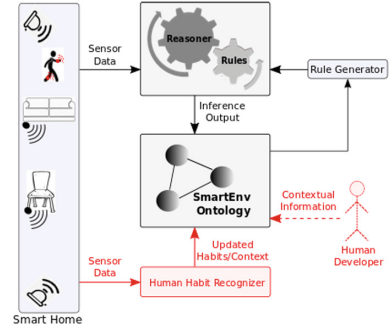 Sensor
Data
Reasoner
Rules
Rule Generator
Inference
Output
SmartEnv
Ontology
Contextual
Information
Human
Developer
Sensor
Data
Updated
Habits/Context
Human Habit Recognizer
Smart Home